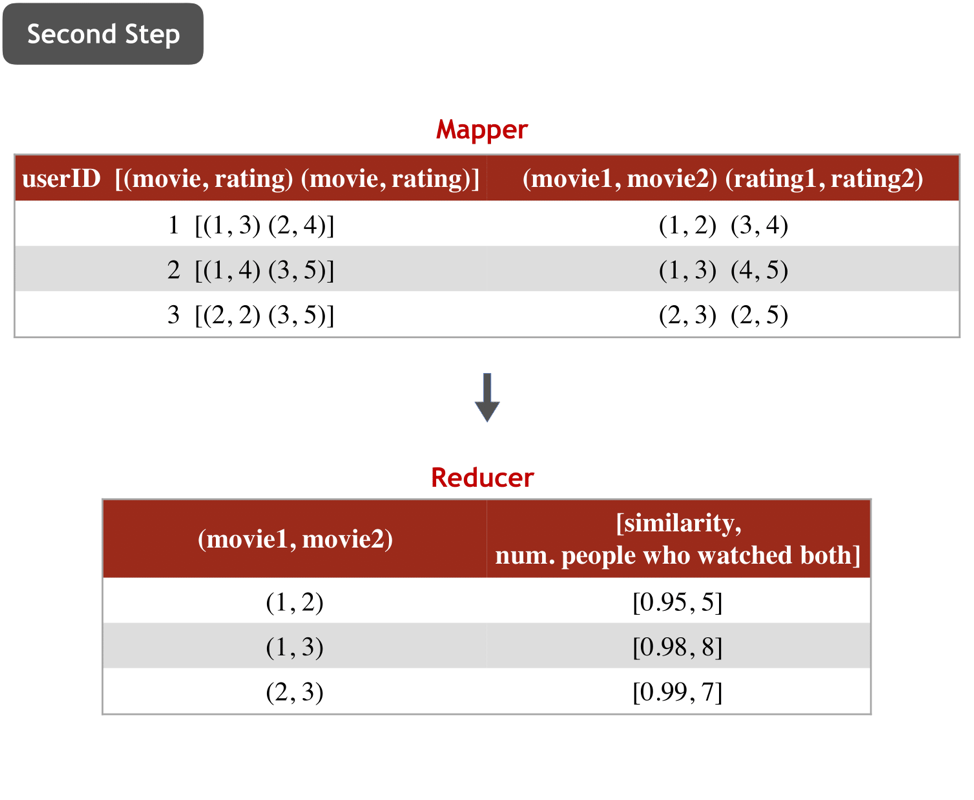 Second Step
Mapper
userID [(movie, rating) (movie, rating)] (movie1, movie2) (rating1, rating2)
1 [(1, 3) (2, 4)] (1, 2) (3, 4)
2 [(1, 4) (3, 5)] (1, 3) (4, 5)
3 [(2, 2) (3, 5)] (2, 3) (2, 5)
Reducer
(movie1, movie2)
[similarity,
num. people who watched both]
(1, 2) [0.95, 5]
(1, 3) [0.98, 8]
(2, 3) [0.99, 7]